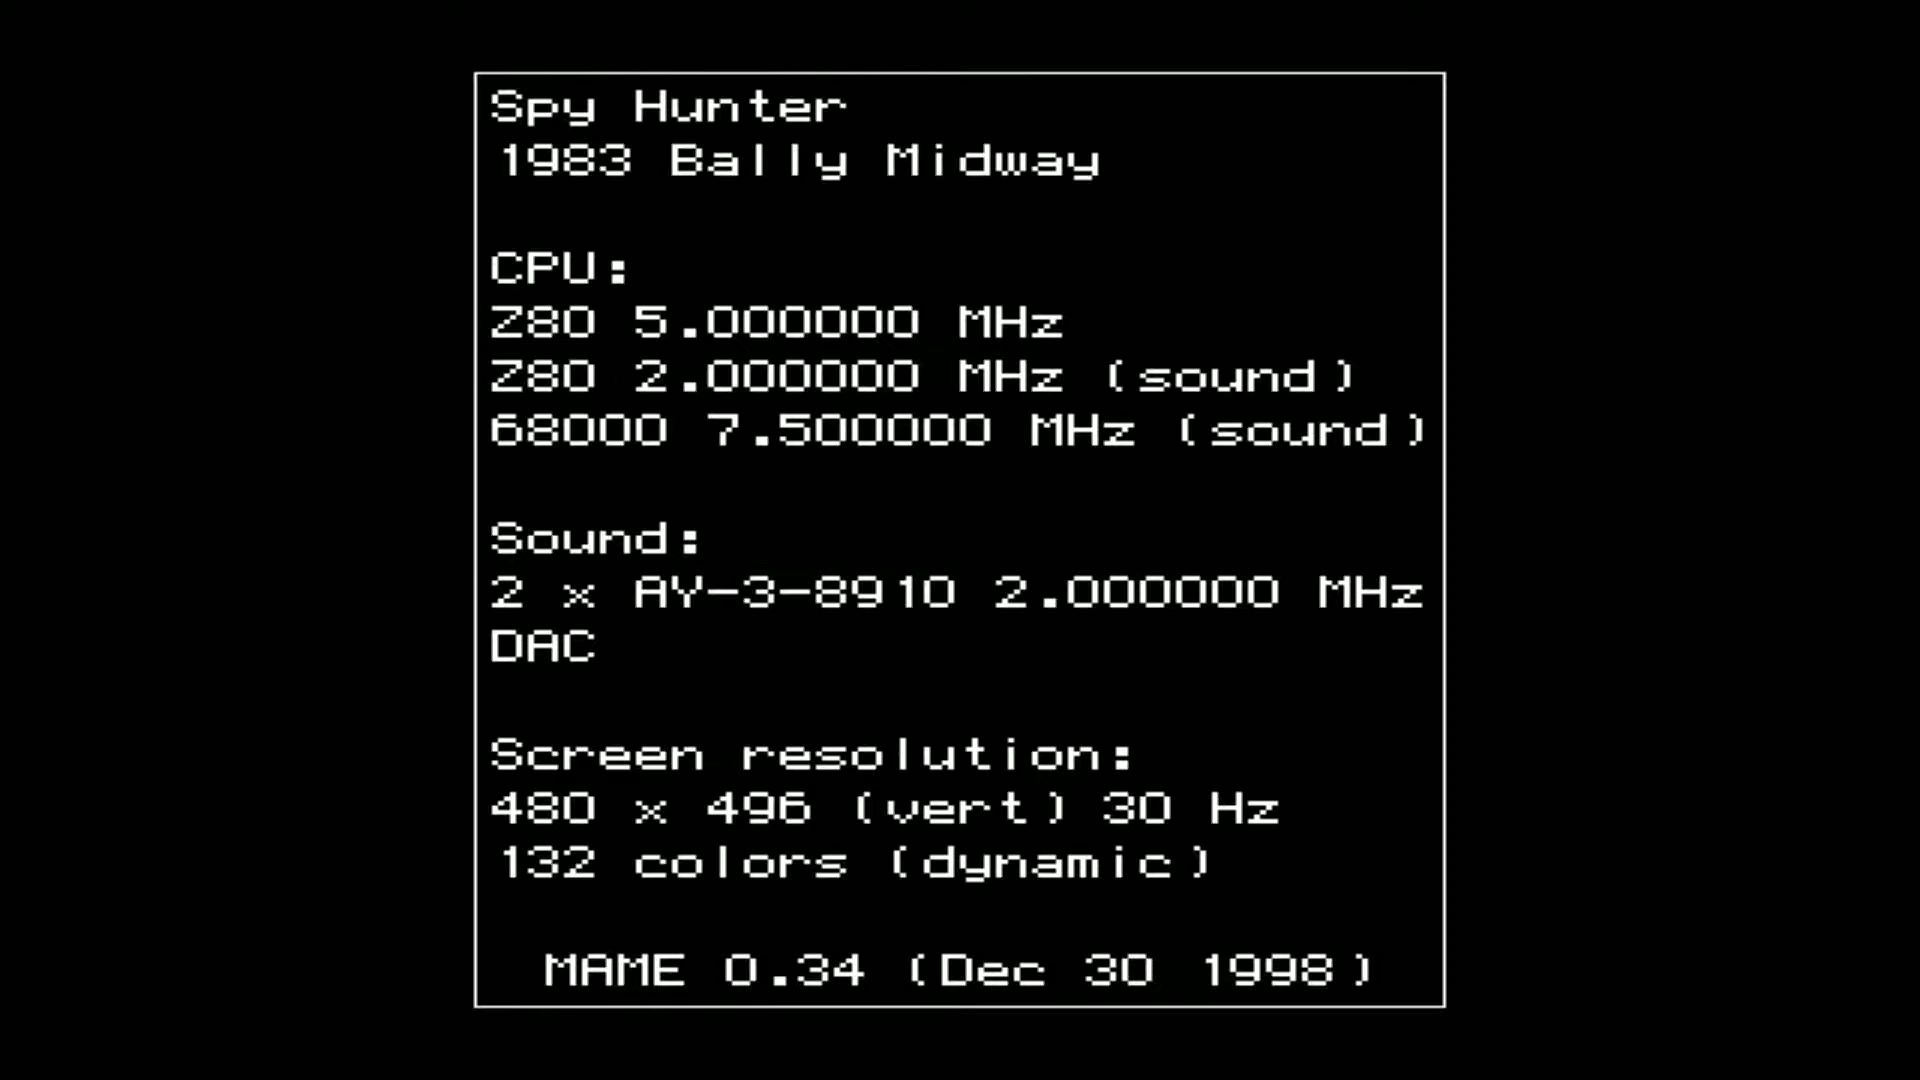 Spy Hunter
1983 Bally Midway
CPU:
Z80 5.000000 MHz
Z80 2.000000 MHz (sound)
68000 7.500000 MHz (sound)
Sound:
2 x AY-3-8910 2.000000 MHz
DAC
Screen resolution:
480 x 496 (vert) 30 Hz
132 colors (dynamic)
MAME 0.34 (Dec 30 1998)